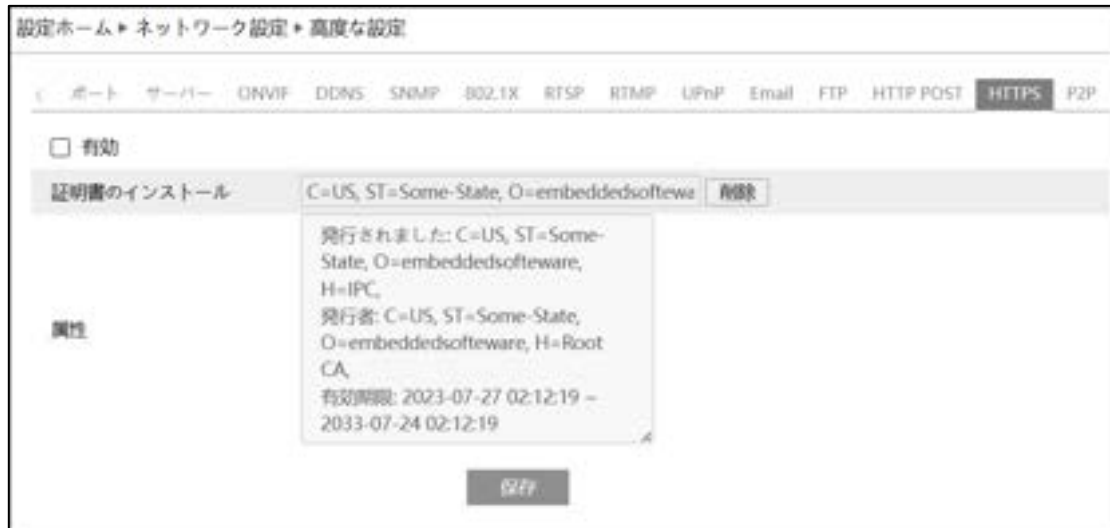 設定ホーム▶ネットワーク設定▶高度な設定
‹ ポート サーバー ONVIF DDNS SNMP 802.1X RTSP RTMP UPnP Email FTP HTTP POST HTTPS P2P
有効
証明書のインストール C=US, ST=Some-State, O=embeddedsoftewa 削除
発行されました: C=US, ST=Some-
State, O=embeddedsofteware,
H=IPC,
属性
発行者: C=US, ST=Some-State,
O=embeddedsofteware, H=Root
CA,
有効期限: 2023-07-27 02:12:19 ~
2033-07-24 02:12:19
保存